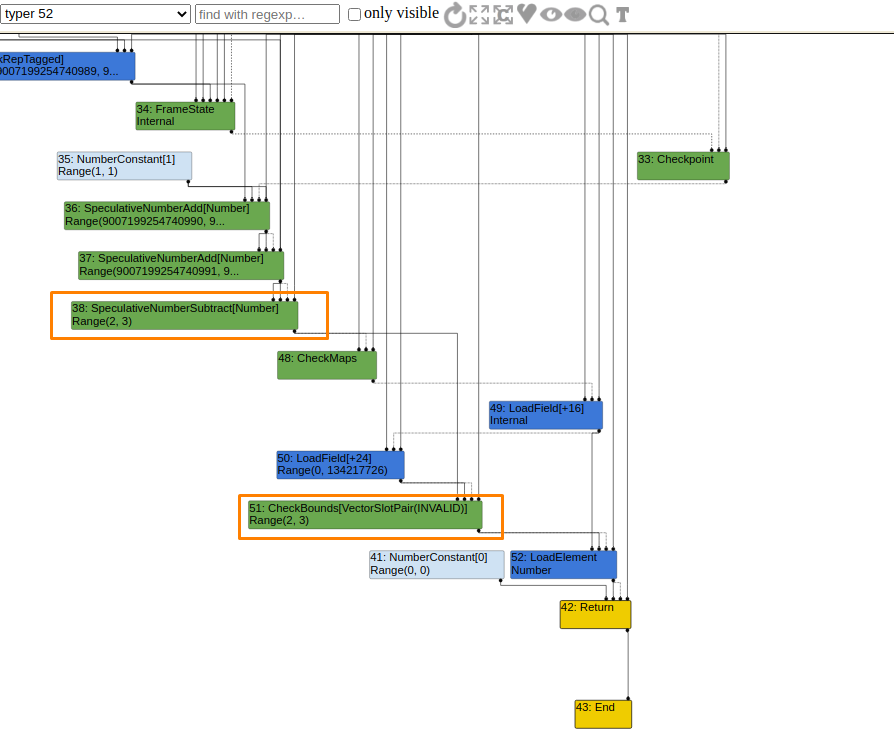 typer 52
find with regexp…
only visible
kRepTagged]
9007199254740989, 9...
34: FrameState
Internal
35: NumberConstant[1]
Range(1, 1)
33: Checkpoint
36: SpeculativeNumberAdd[Number]
Range(9007199254740990, 9...
37: SpeculativeNumberAdd[Number]
Range(9007199254740991, 9...
38: SpeculativeNumberSubtract[Number]
Range(2, 3)
48: CheckMaps
49: LoadField[+16]
Internal
50: LoadField[+24]
Range(0, 134217726)
51: CheckBounds[VectorSlotPair(INVALID)]
Range(2, 3)
41: NumberConstant[0]
Range(0, 0)
52: LoadElement
Number
42: Return
43: End